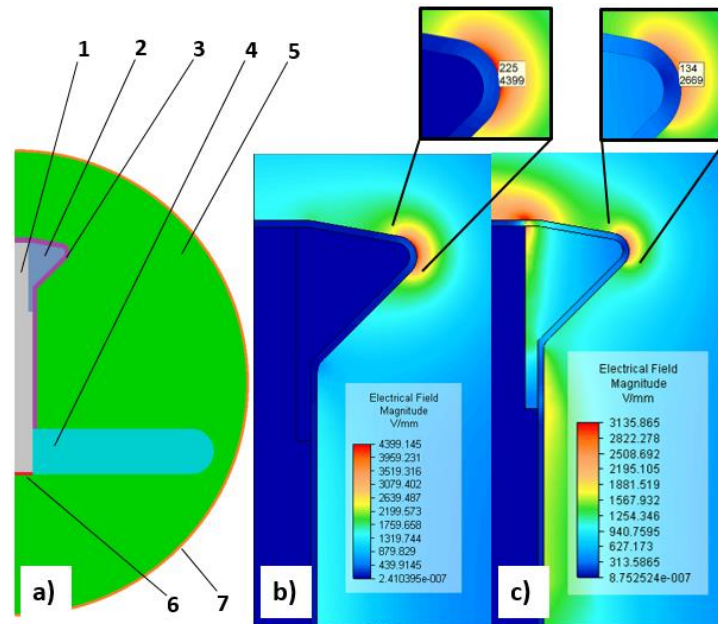 1 2 3 4 5
225
4399
134
2669
Electrical Field
Magnitude
V/mm
4399.145
3959.231
3519.316
3079.402
2639.487
2199.573
1759.658
1319.744
879.829
439.9145
2.410395e-007
Electrical Field
Magnitude
V/mm
3135.865
2822.278
2508.692
2195.105
1881.519
1567.932
1254.346
940.7595
627.173
313.5865
8.752524e-007
a) b) c)
6 7